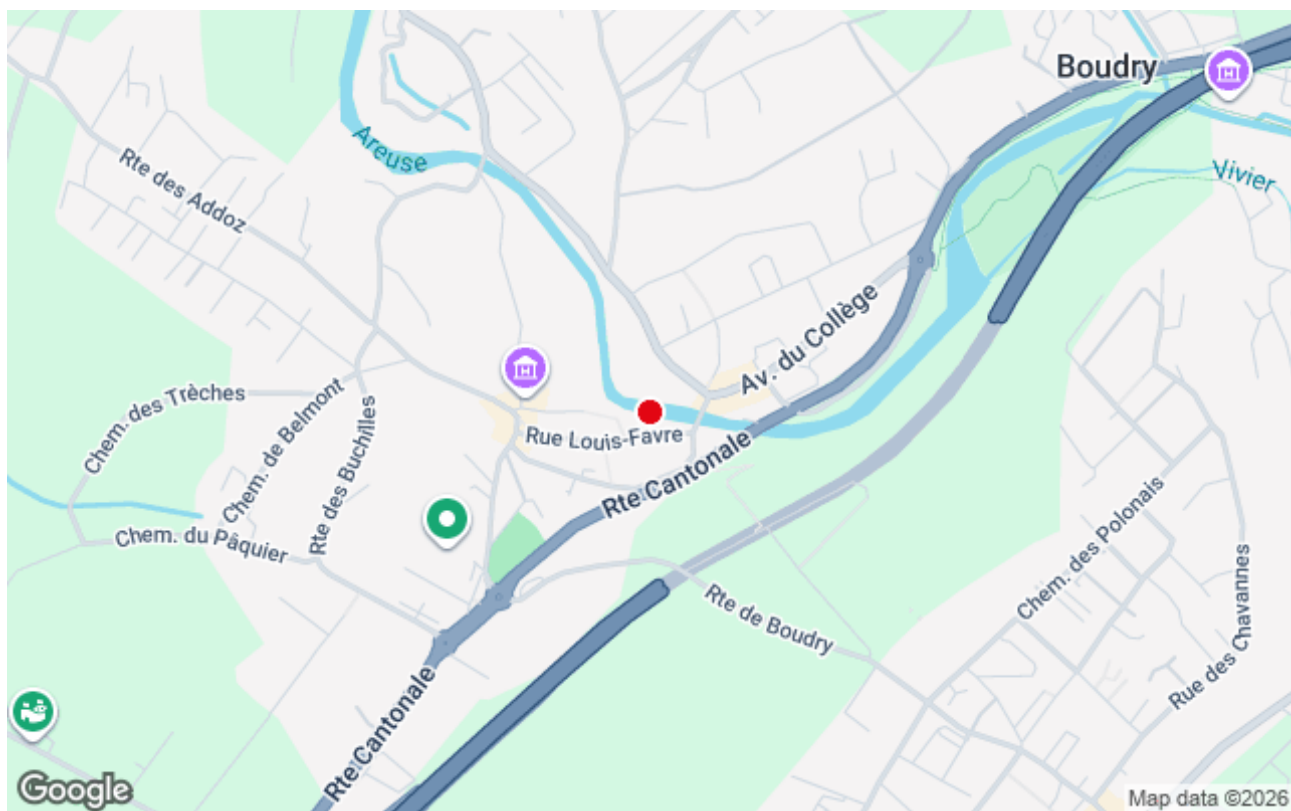 Boudry
Areuse
Vivier
Rte des Addoz
Av. du Collège
Chem. des Trèches
Chem. de Belmont
Rte des Buchilles
Rue Louis-Favre
Rte Cantonale
Chem. du Pâquier
Chem. des Polonais
Rte de Boudry
Rue des Chavannes
Rte Cantonale
Google
Map data ©2026